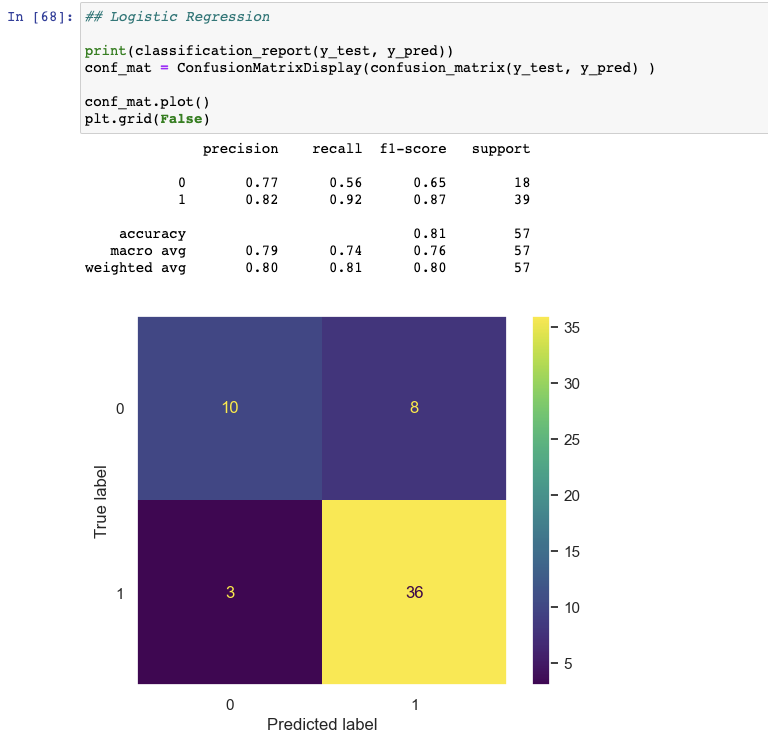 In [68]: ## Logistic Regression
print(classification_report(y_test, y_pred))
conf_mat = ConfusionMatrixDisplay(confusion_matrix(y_test, y_pred) )
conf_mat.plot()
plt.grid(False)
precision recall f1-score support
0 0.77 0.56 0.65 18
1 0.82 0.92 0.87 39
accuracy 0.81 57
macro avg 0.79 0.74 0.76 57
weighted avg 0.80 0.81 0.80 57
True label
0
1
10 8
3 36
0 1
Predicted label
35
30
25
20
15
10
5